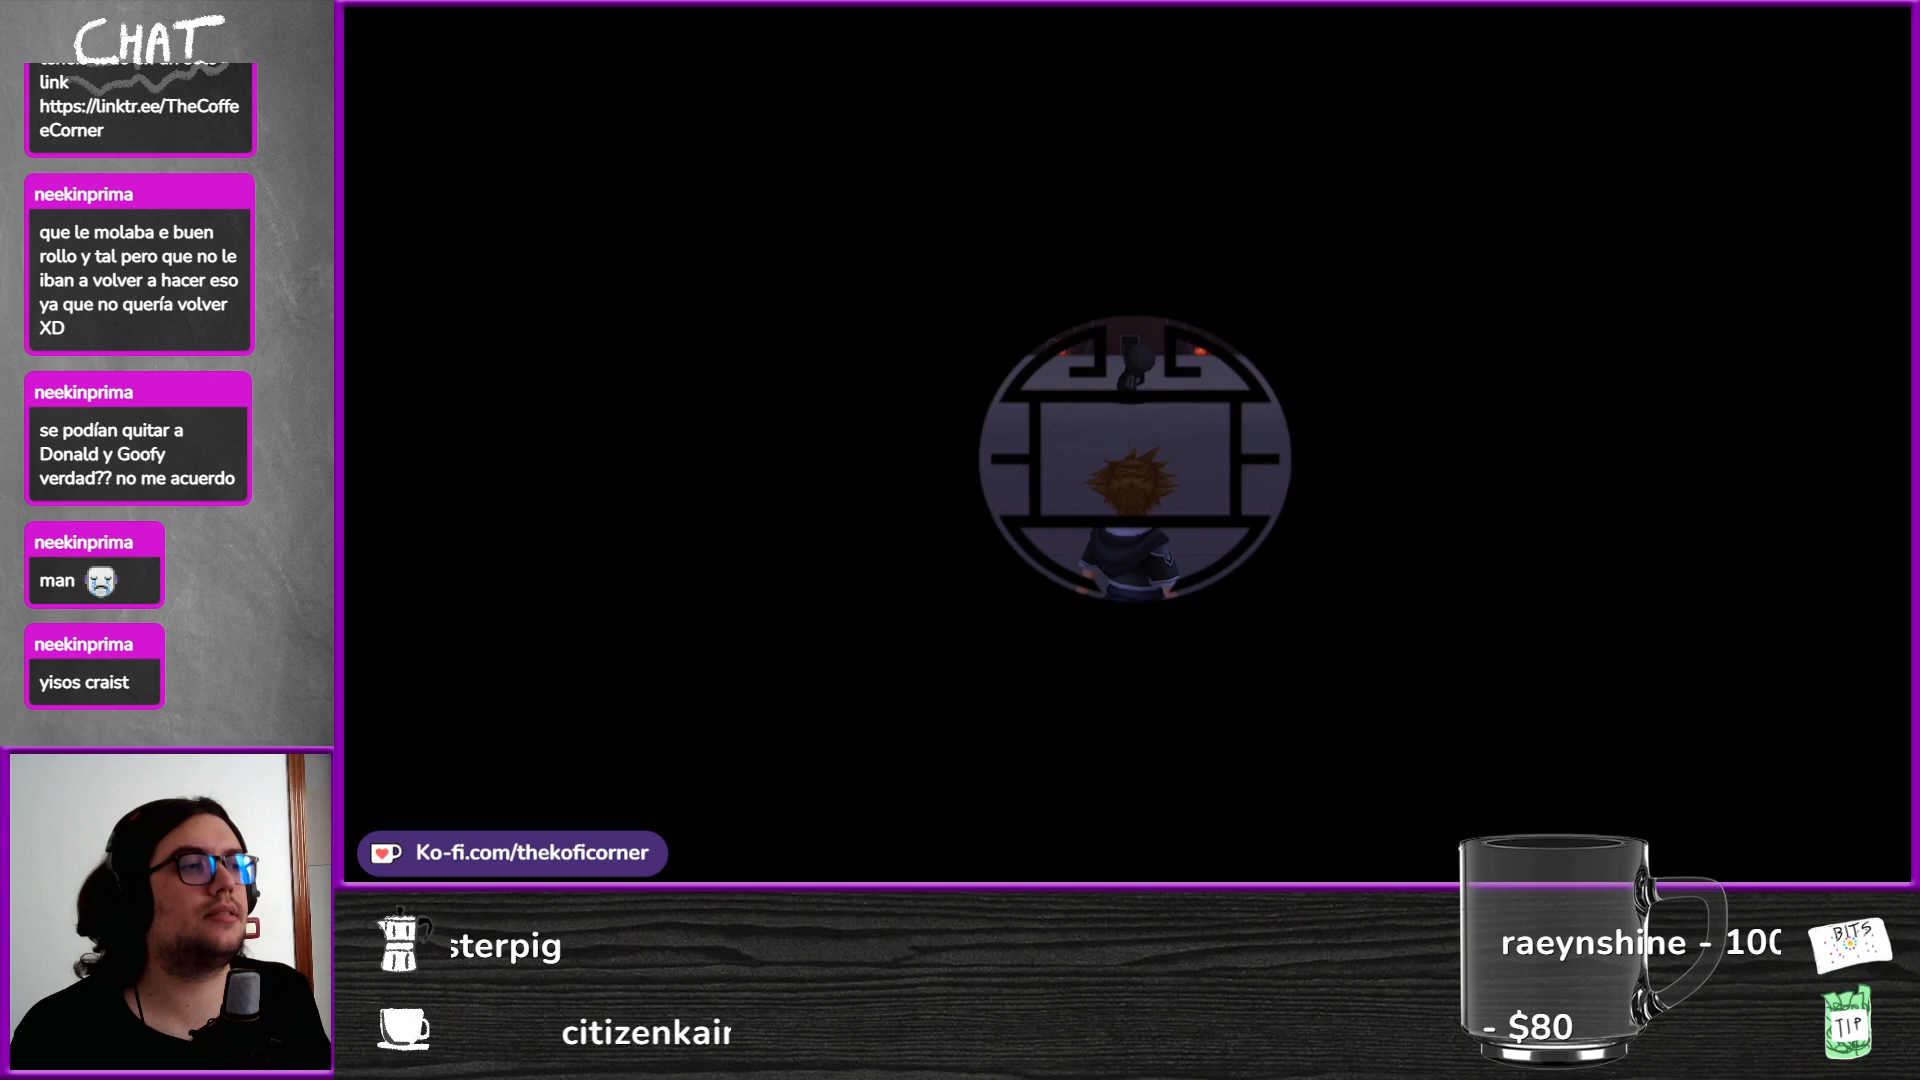 CHAT
link
https://linktr.ee/TheCoffe
eCorner
neekinprima
que le molaba e buen
rollo y tal pero que no le
iban a volver a hacer eso
ya que no quería volver
XD
neekinprima
se podían quitar a
Donald y Goofy
verdad?? no me acuerdo
neekinprima
man
neekinprima
yisos craist
Ko-fi.com/thekoficorner
sterpig
raeynshine - 100
BITS
citizenkair
- $80
TIP